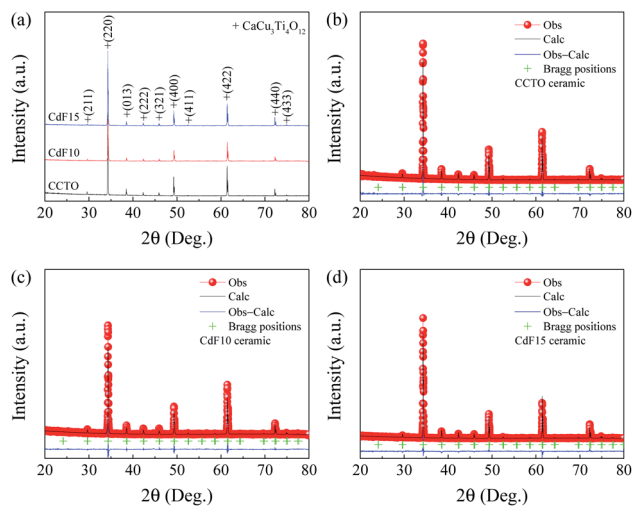 (a)
+ CaCu₃Ti₄O₁₂
+(220)
+(211)
+(013)
+(222)
+(321)
+(400)
+(411)
+(422)
+(440)
+(433)
CdF15
CdF10
CCTO
Intensity (a.u.)
20 30 40 50 60 70 80
2θ (Deg.)
(b)
Obs
Calc
Obs−Calc
Bragg positions
CCTO ceramic
Intensity (a.u.)
20 30 40 50 60 70 80
2θ (Deg.)
(c)
Obs
Calc
Obs−Calc
Bragg positions
CdF10 ceramic
Intensity (a.u.)
20 30 40 50 60 70 80
2θ (Deg.)
(d)
Obs
Calc
Obs−Calc
Bragg positions
CdF15 ceramic
Intensity (a.u.)
20 30 40 50 60 70 80
2θ (Deg.)